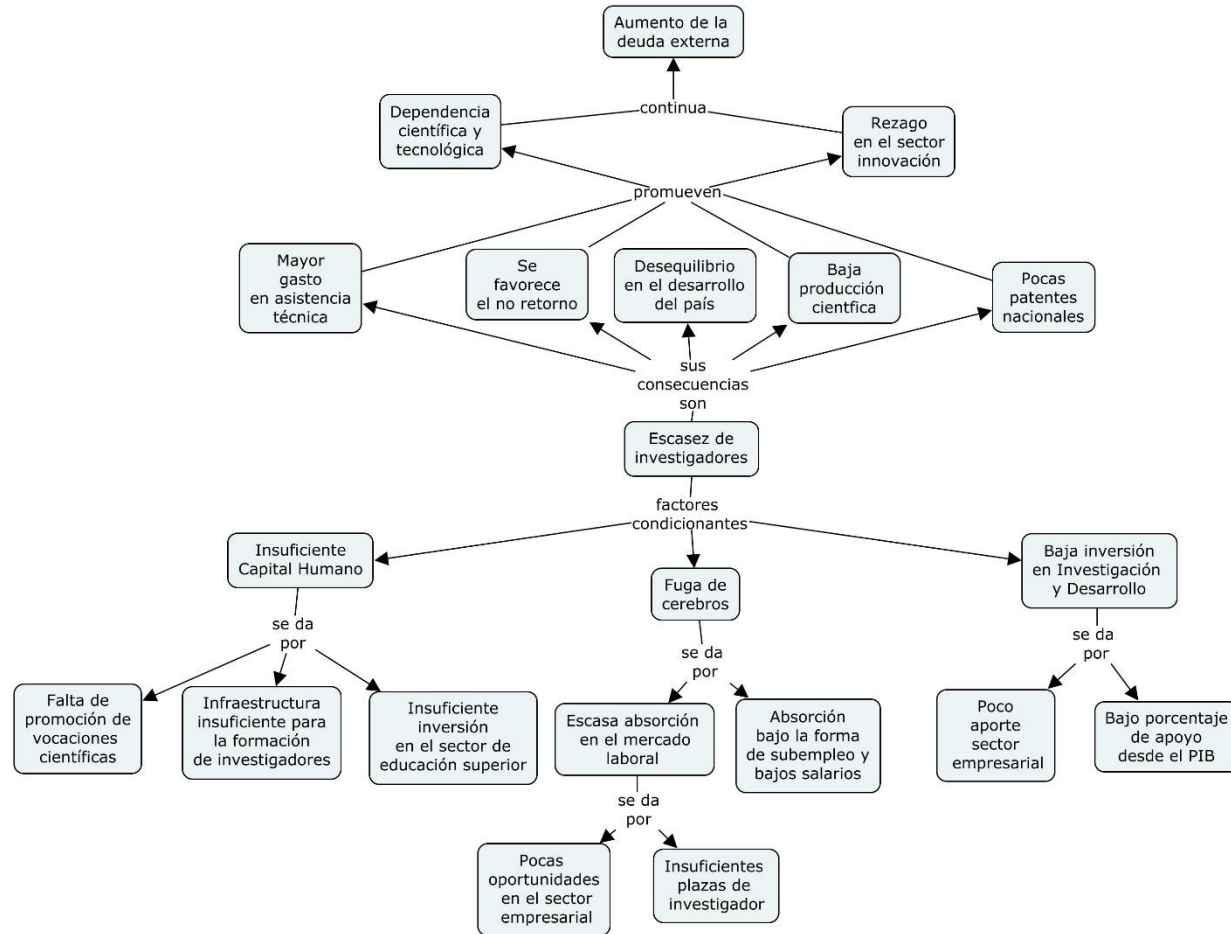 Aumento de la
deuda externa
continua
Dependencia
científica y
tecnológica
Rezago
en el sector
innovación
promueven
Mayor
gasto
en asistencia
técnica
Se
favorece
el no retorno
Desequilibrio
en el desarrollo
del país
Baja
producción
cientfica
Pocas
patentes
nacionales
sus
consecuencias
son
Escasez de
investigadores
factores
condicionantes
Insuficiente
Capital Humano
Fuga de
cerebros
Baja inversión
en Investigación
y Desarrollo
se da
por
se da
por
se da
por
Falta de
promoción de
vocaciones
científicas
Infraestructura
insuficiente para
la formación
de investigadores
Insuficiente
inversión
en el sector de
educación superior
Escasa absorción
en el mercado
laboral
Absorción
bajo la forma
de subempleo y
bajos salarios
Poco
aporte
sector
empresarial
Bajo porcentaje
de apoyo
desde el PIB
se da
por
Pocas
oportunidades
en el sector
empresarial
Insuficientes
plazas de
investigador